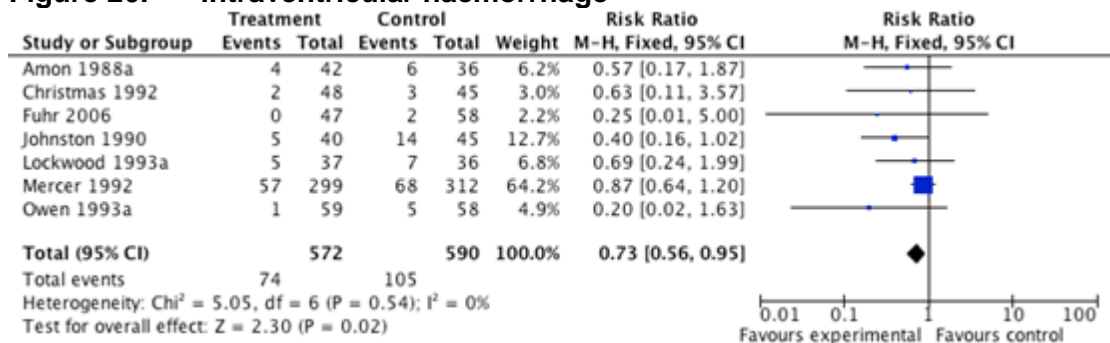 Figure 20. Intraventricular haemorrhage
Treatment Control Risk Ratio Risk Ratio
Study or Subgroup Events Total Events Total Weight M-H, Fixed, 95% CI M-H, Fixed, 95% CI
Amon 1988a 4 42 6 36 6.2% 0.57 [0.17, 1.87]
Christmas 1992 2 48 3 45 3.0% 0.63 [0.11, 3.57]
Fuhr 2006 0 47 2 58 2.2% 0.25 [0.01, 5.00]
Johnston 1990 5 40 14 45 12.7% 0.40 [0.16, 1.02]
Lockwood 1993a 5 37 7 36 6.8% 0.69 [0.24, 1.99]
Mercer 1992 57 299 68 312 64.2% 0.87 [0.64, 1.20]
Owen 1993a 1 59 5 58 4.9% 0.20 [0.02, 1.63]
Total (95% CI) 572 590 100.0% 0.73 [0.56, 0.95]
Total events 74 105
Heterogeneity: Chi² = 5.05, df = 6 (P = 0.54); I² = 0%
Test for overall effect: Z = 2.30 (P = 0.02)
0.01 0.1 1 10 100
Favours experimental Favours control